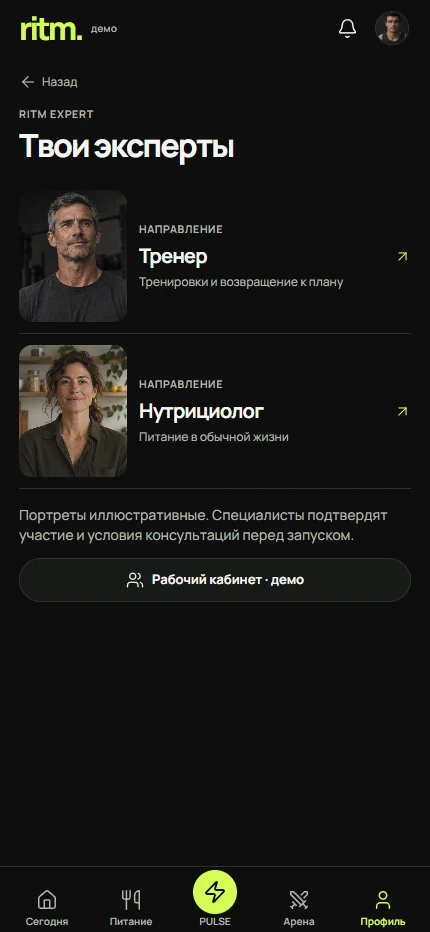 ritm. демо
Назад
RITM EXPERT
Твои эксперты
НАПРАВЛЕНИЕ
Тренер
Тренировки и возвращение к плану
НАПРАВЛЕНИЕ
Нутрициолог
Питание в обычной жизни
Портреты иллюстративные. Специалисты подтвердят
участие и условия консультаций перед запуском.
Рабочий кабинет · демо
Сегодня Питание PULSE Арена Профиль